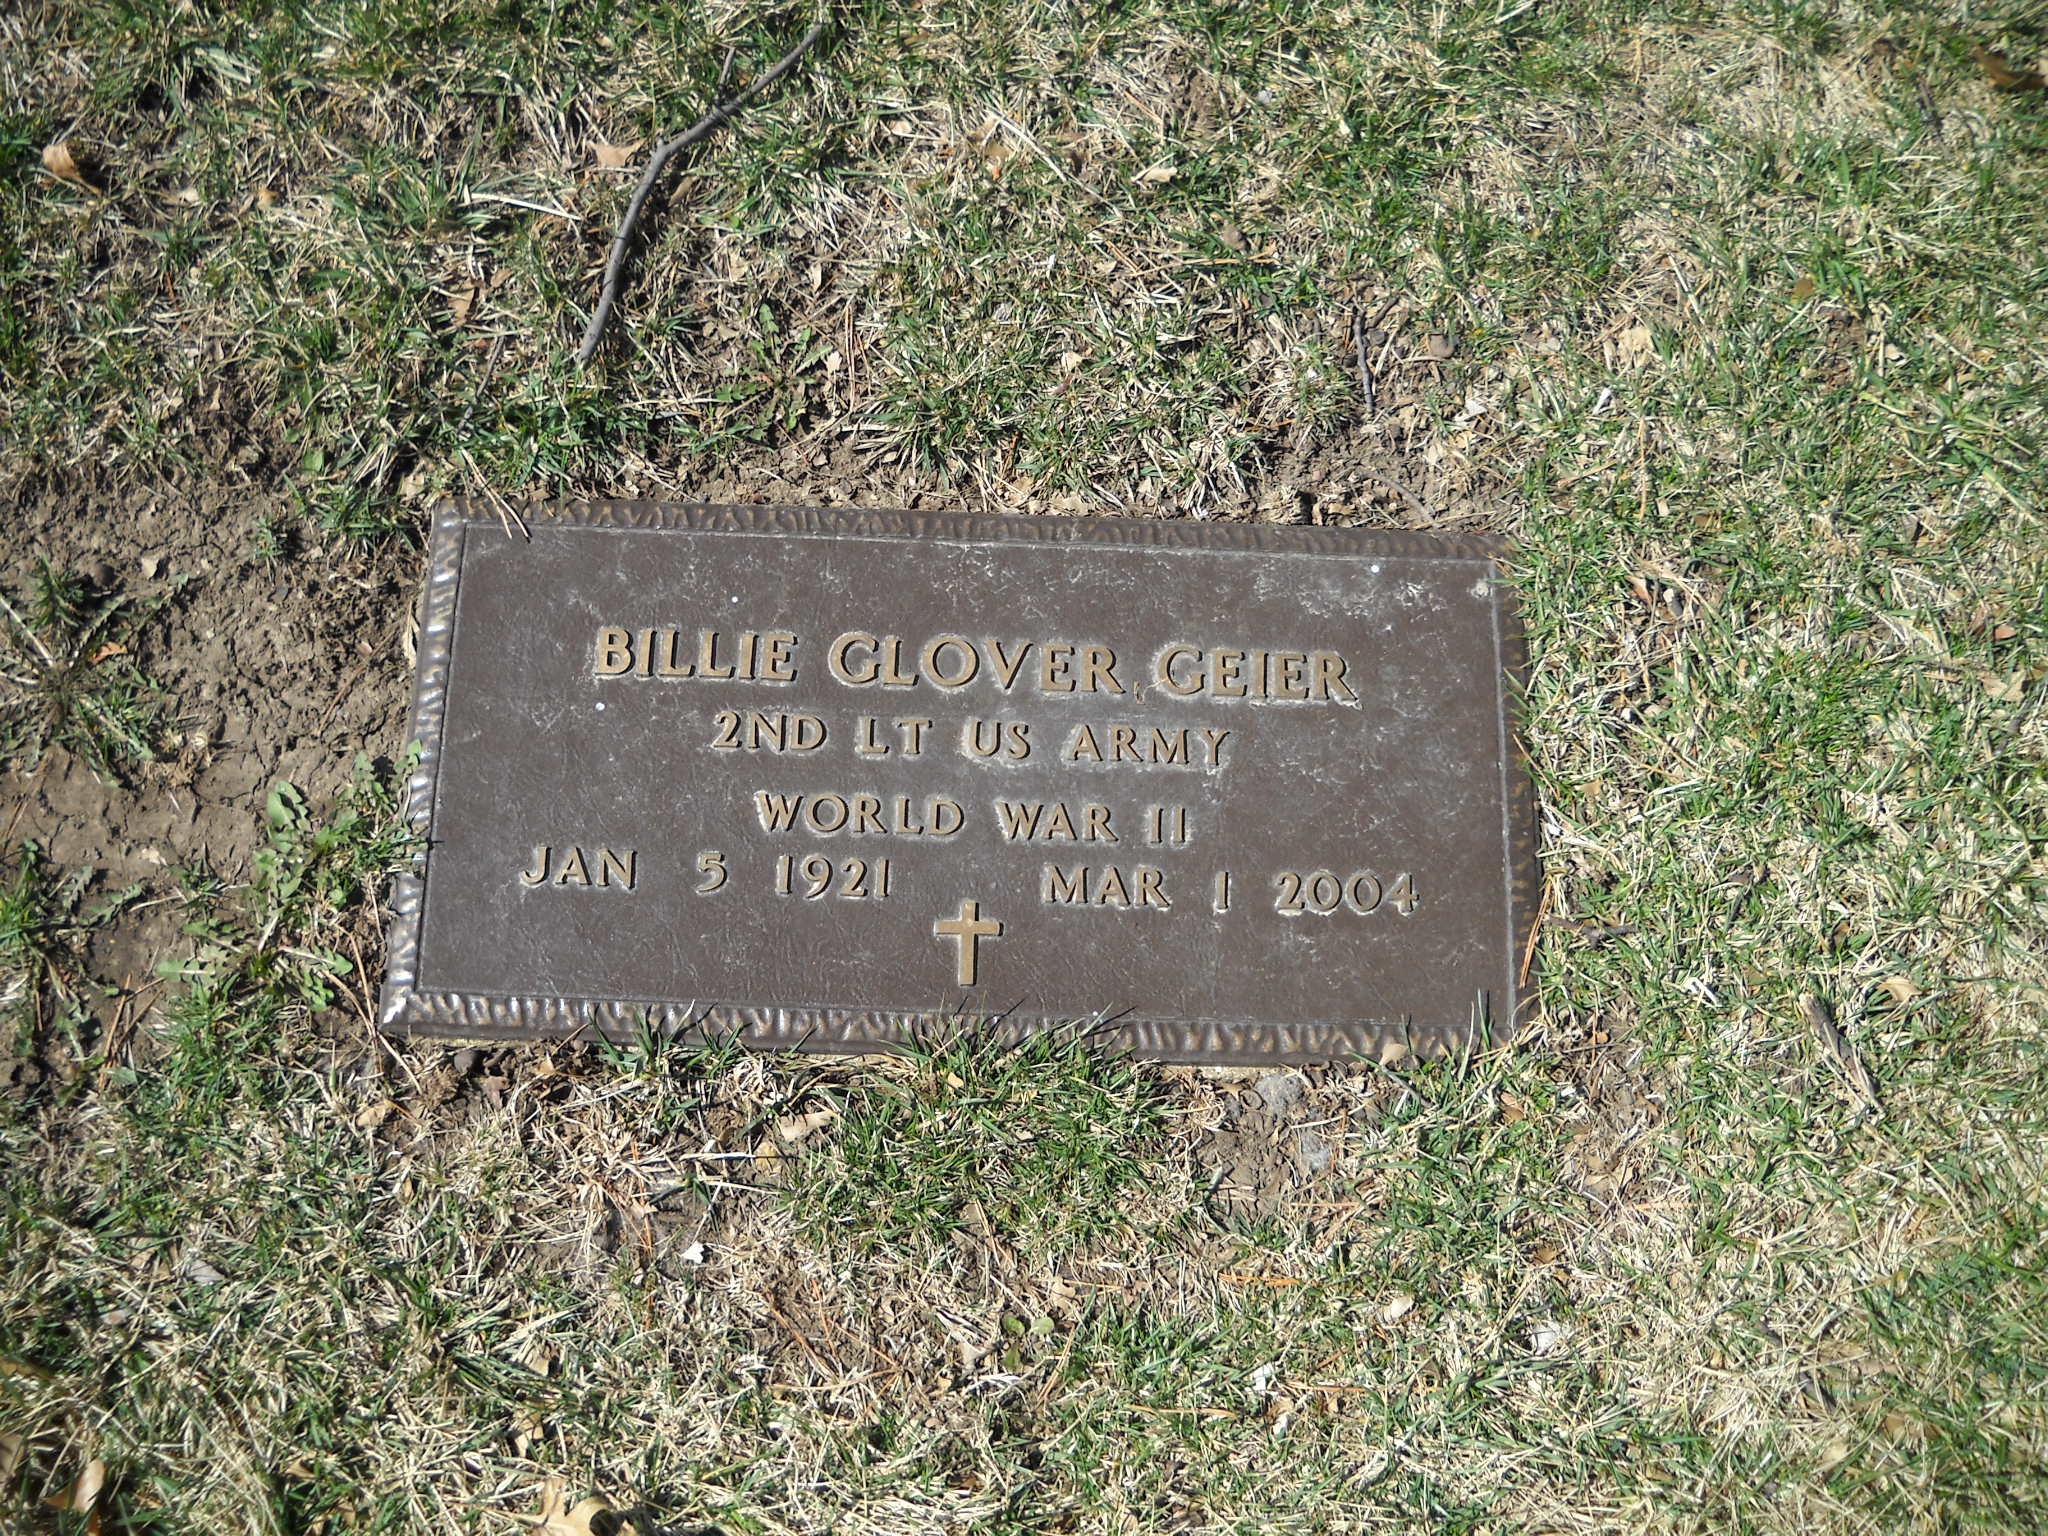 BILLIE GLOVER GEIER
2ND LT US ARMY
WORLD WAR II
JAN 5 1921 MAR 1 2004